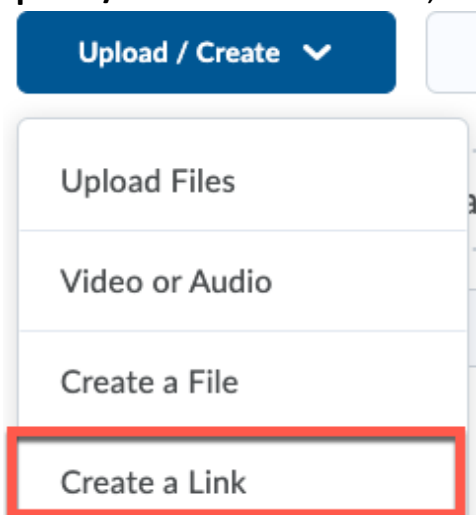 Upload / Create
Upload Files
Video or Audio
Create a File
Create a Link